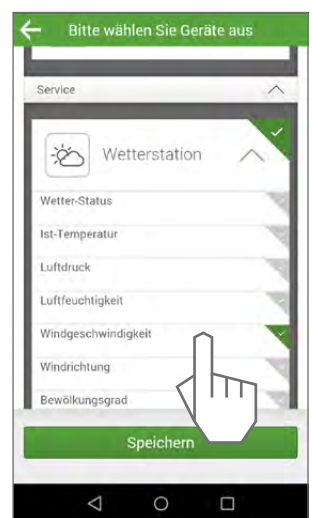 Bitte wählen Sie Geräte aus
Service
Wetterstation
Wetter-Status
Ist-Temperatur
Luftdruck
Luftfeuchtigkeit
Windgeschwindigkeit
Windrichtung
Bewölkungsgrad
Speichern